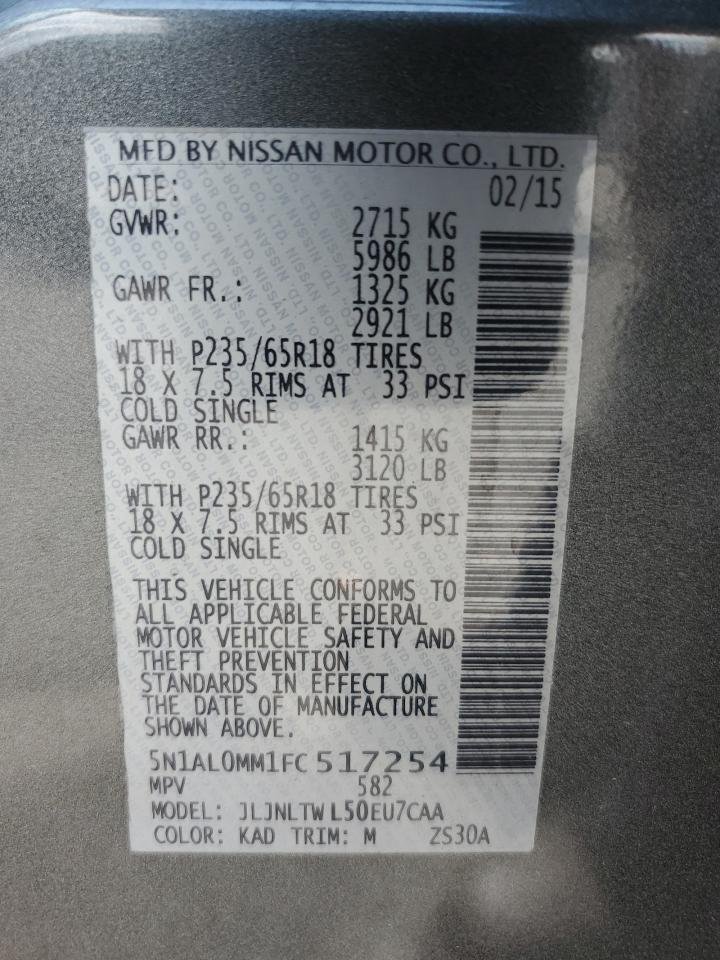 MFD BY NISSAN MOTOR CO., LTD.
DATE: 02/15
GVWR: 2715 KG
5986 LB
GAWR FR.: 1325 KG
2921 LB
WITH P235/65R18 TIRES
18 X 7.5 RIMS AT 33 PSI
COLD SINGLE
GAWR RR.: 1415 KG
3120 LB
WITH P235/65R18 TIRES
18 X 7.5 RIMS AT 33 PSI
COLD SINGLE
THIS VEHICLE CONFORMS TO
ALL APPLICABLE FEDERAL
MOTOR VEHICLE SAFETY AND
THEFT PREVENTION
STANDARDS IN EFFECT ON
THE DATE OF MANUFACTURE
SHOWN ABOVE.
5N1AL0MM1FC517254
MPV 582
MODEL: JLJNLTWL50EU7CAA
COLOR: KAD TRIM: M ZS30A